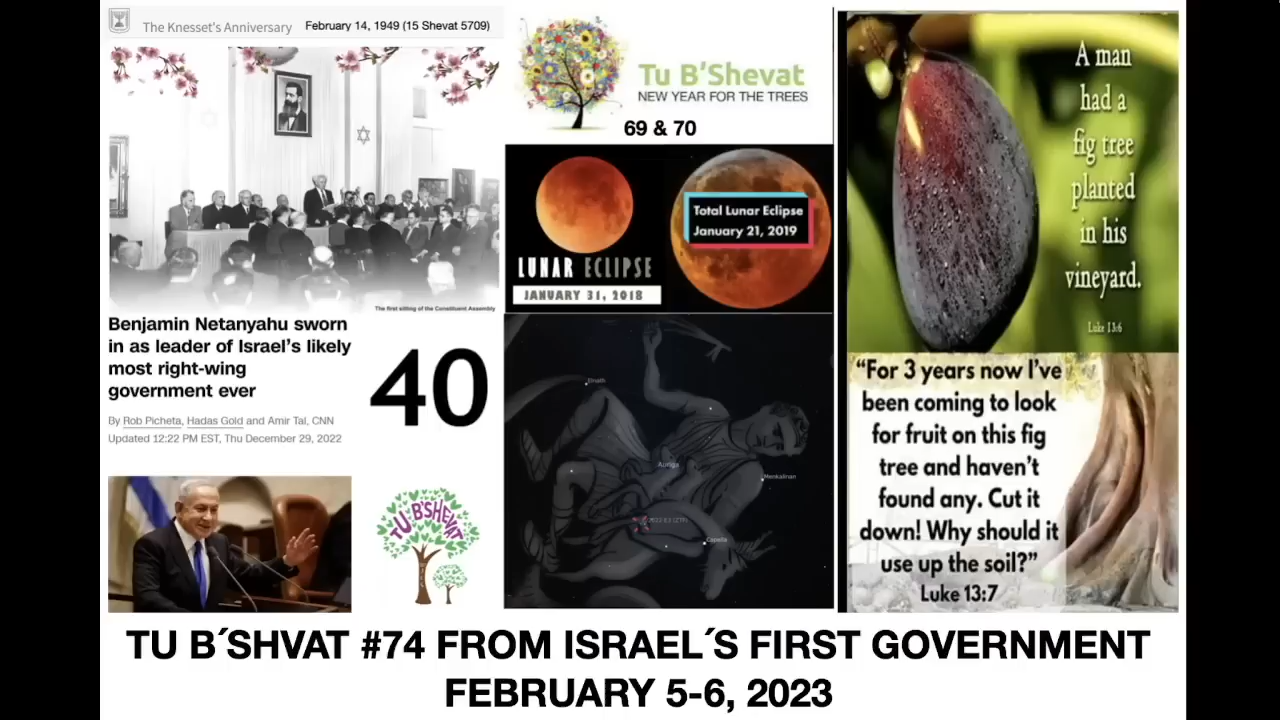 The Knesset's Anniversary
February 14, 1949 (15 Shevat 5709)
The first sitting of the Constituent Assembly
Benjamin Netanyahu sworn
in as leader of Israel's likely
most right-wing
government ever
By Rob Picheta, Hadas Gold and Amir Tal, CNN
Updated 12:22 PM EST, Thu December 29, 2022
40
TU B'SHEVAT
Tu B'Shevat
NEW YEAR FOR THE TREES
69 & 70
LUNAR ECLIPSE
JANUARY 31, 2018
Total Lunar Eclipse
January 21, 2019
Auriga
Menkalinan
Capella
A man
had a
fig tree
planted
in his
vineyard.
Luke 13:6
“For 3 years now I’ve
been coming to look
for fruit on this fig
tree and haven’t
found any. Cut it
down! Why should it
use up the soil?”
Luke 13:7
TU B´SHVAT #74 FROM ISRAEL´S FIRST GOVERNMENT
FEBRUARY 5-6, 2023